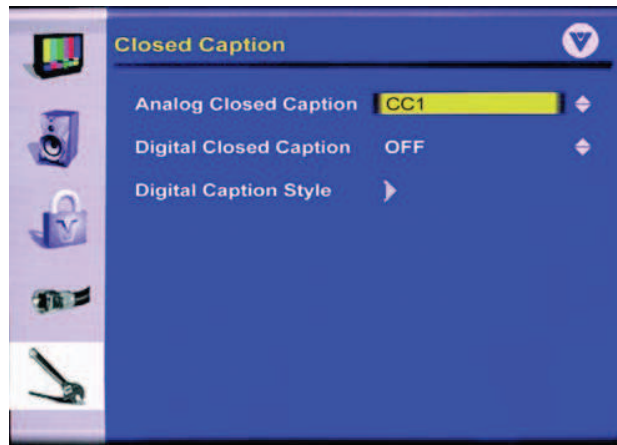 Closed Caption
Analog Closed Caption CC1
Digital Closed Caption OFF
Digital Caption Style